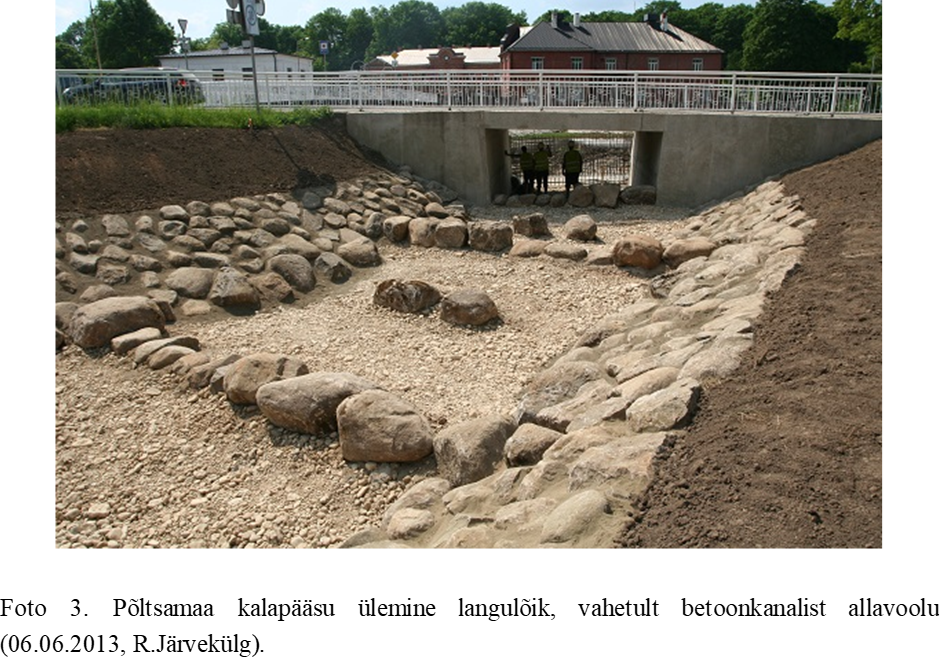 Foto 3. Põltsamaa kalapääsu ülemine langulõik, vahetult betoonkanalist allavoolu
(06.06.2013, R.Järvekülg).